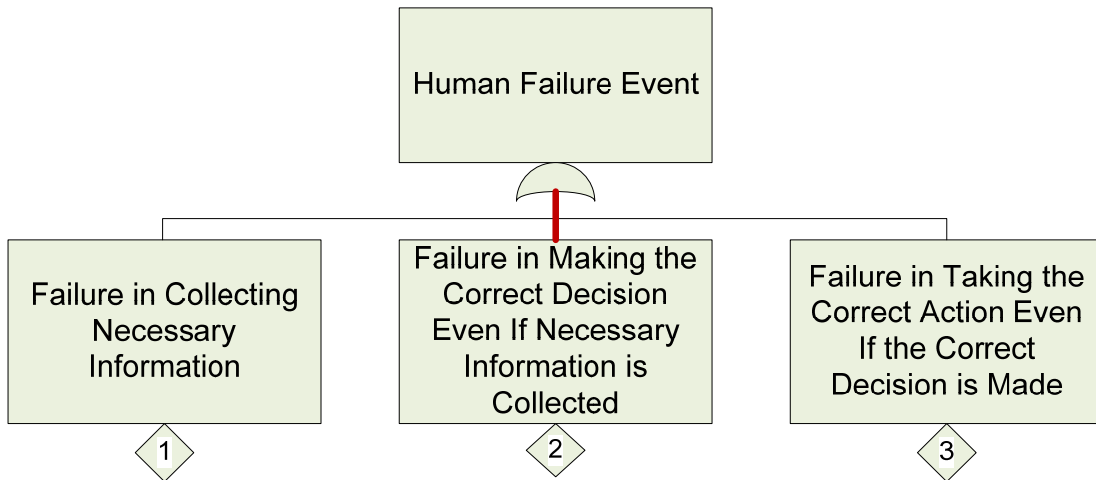 Human Failure Event
Failure in Collecting
Necessary
Information
Failure in Making the
Correct Decision
Even If Necessary
Information is
Collected
Failure in Taking the
Correct Action Even
If the Correct
Decision is Made
1
2
3